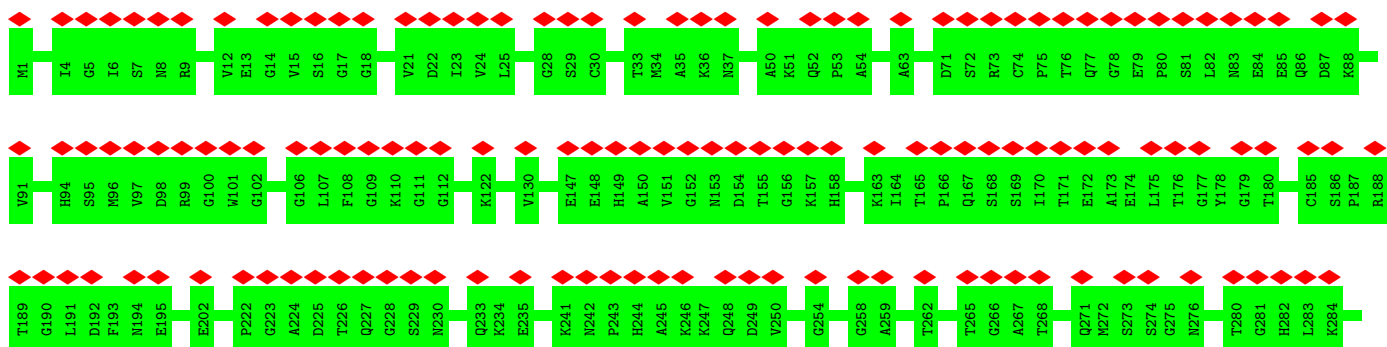 M1 I4 G5 I6 S7 N8 R9 V12 E13 G14 V15 S16 G17 G18 V21 D22 I23 V24 L25 G28 S29 C30 T33 M34 A35 K36 N37 A50 K51 Q52 P53 A54 A63 D71 S72 R73 C74 P75 T76 Q77 G78 E79 P80 S81 L82 N83 E84 E85 Q86 D87 K88
V91 H94 S95 M96 V97 D98 R99 G100 W101 G102 G106 L107 F108 G109 K110 G111 G112 K122 V130 E147 E148 H149 A150 V151 G152 N153 D154 T155 G156 K157 H158 K163 I164 T165 P166 Q167 S168 S169 I170 T171 E172 A173 E174 L175 T176 G177 Y178 G179 T180 C185 S186 P187 R188
T189 G190 L191 D192 F193 N194 E195 E202 P222 G223 A224 D225 T226 Q227 G228 S229 N230 Q233 K234 E235 K241 N242 P243 H244 A245 K246 K247 Q248 D249 V250 G254 G258 A259 T262 T265 G266 A267 T268 Q271 M272 S273 S274 G275 N276 T280 G281 H282 L283 K284